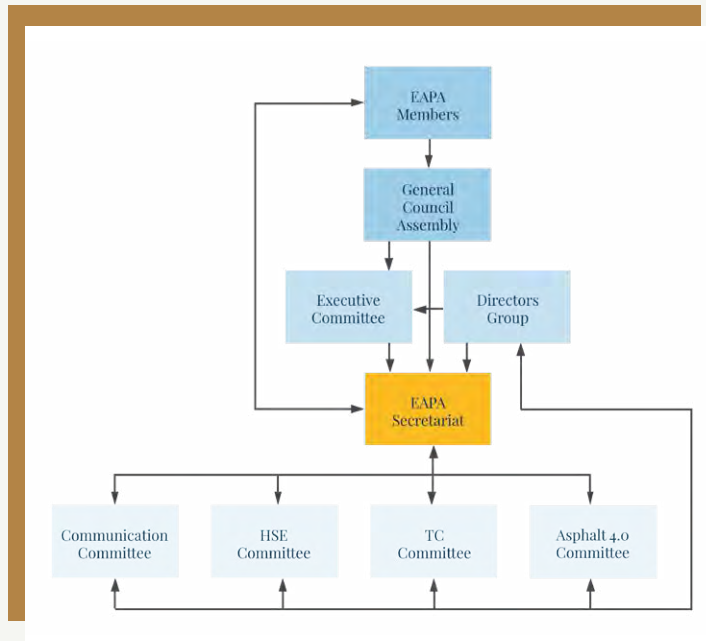 EAPA
Members
General
Council
Assembly
Executive
Committee
Directors
Group
EAPA
Secretariat
Communication
Committee
HSE
Committee
TC
Committee
Asphalt 4.0
Committee